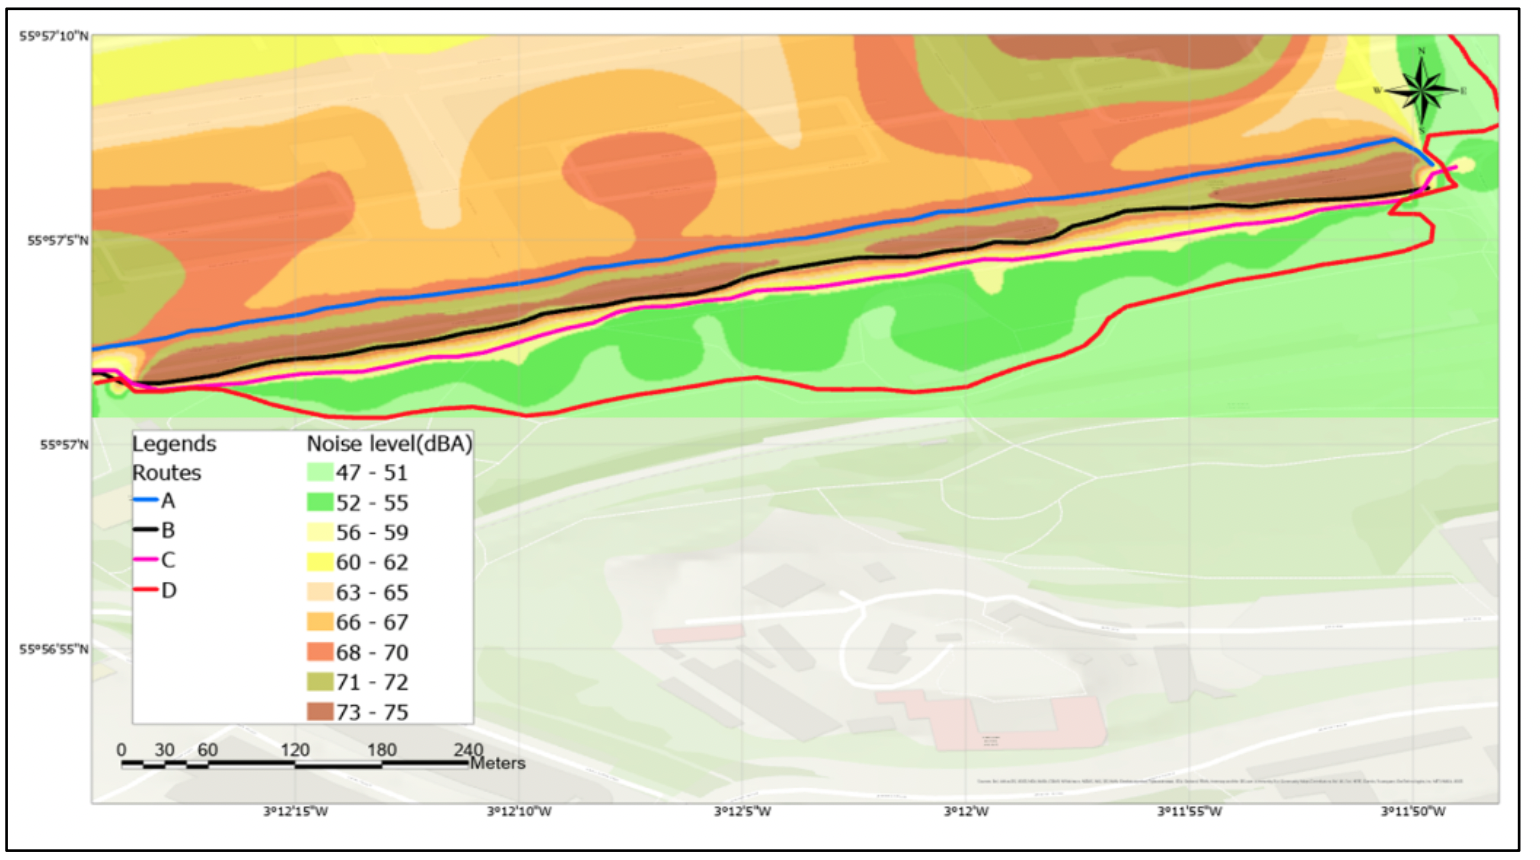 55°57'10"N
N
W
E
S
55°57'5"N
55°57'N
Legends
Noise level(dBA)
Routes
47 - 51
A
52 - 55
B
56 - 59
C
60 - 62
D
63 - 65
66 - 67
68 - 70
71 - 72
73 - 75
55°56'55"N
0 30 60 120 180 240
Meters
3°12'15"W 3°12'10"W 3°12'5"W 3°12'W 3°11'55"W 3°11'50"W